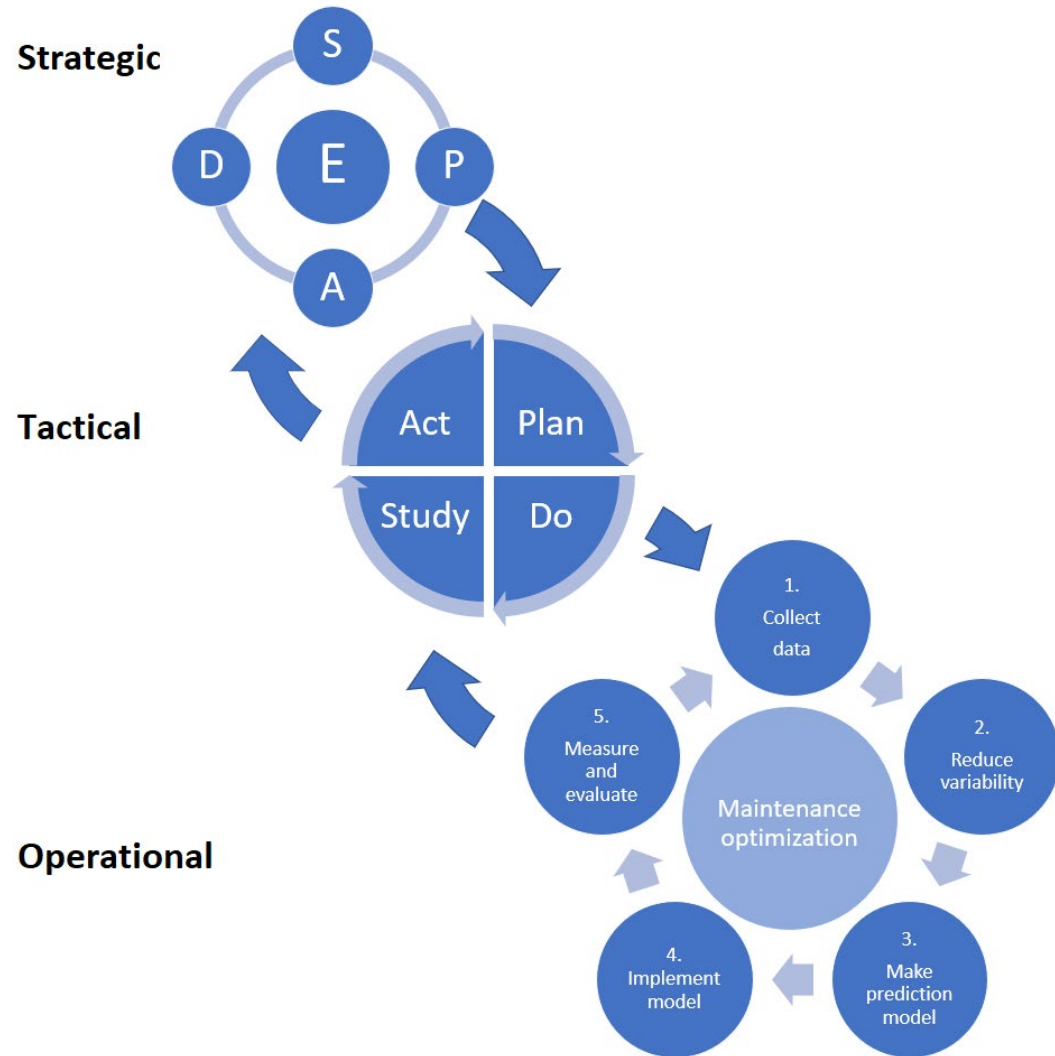 Strategic
S
D
E
P
A
Tactical
Act
Plan
Study
Do
1.
Collect
data
2.
Reduce
variability
5.
Measure
and
evaluate
Maintenance
optimization
Operational
4.
Implement
model
3.
Make
prediction
model